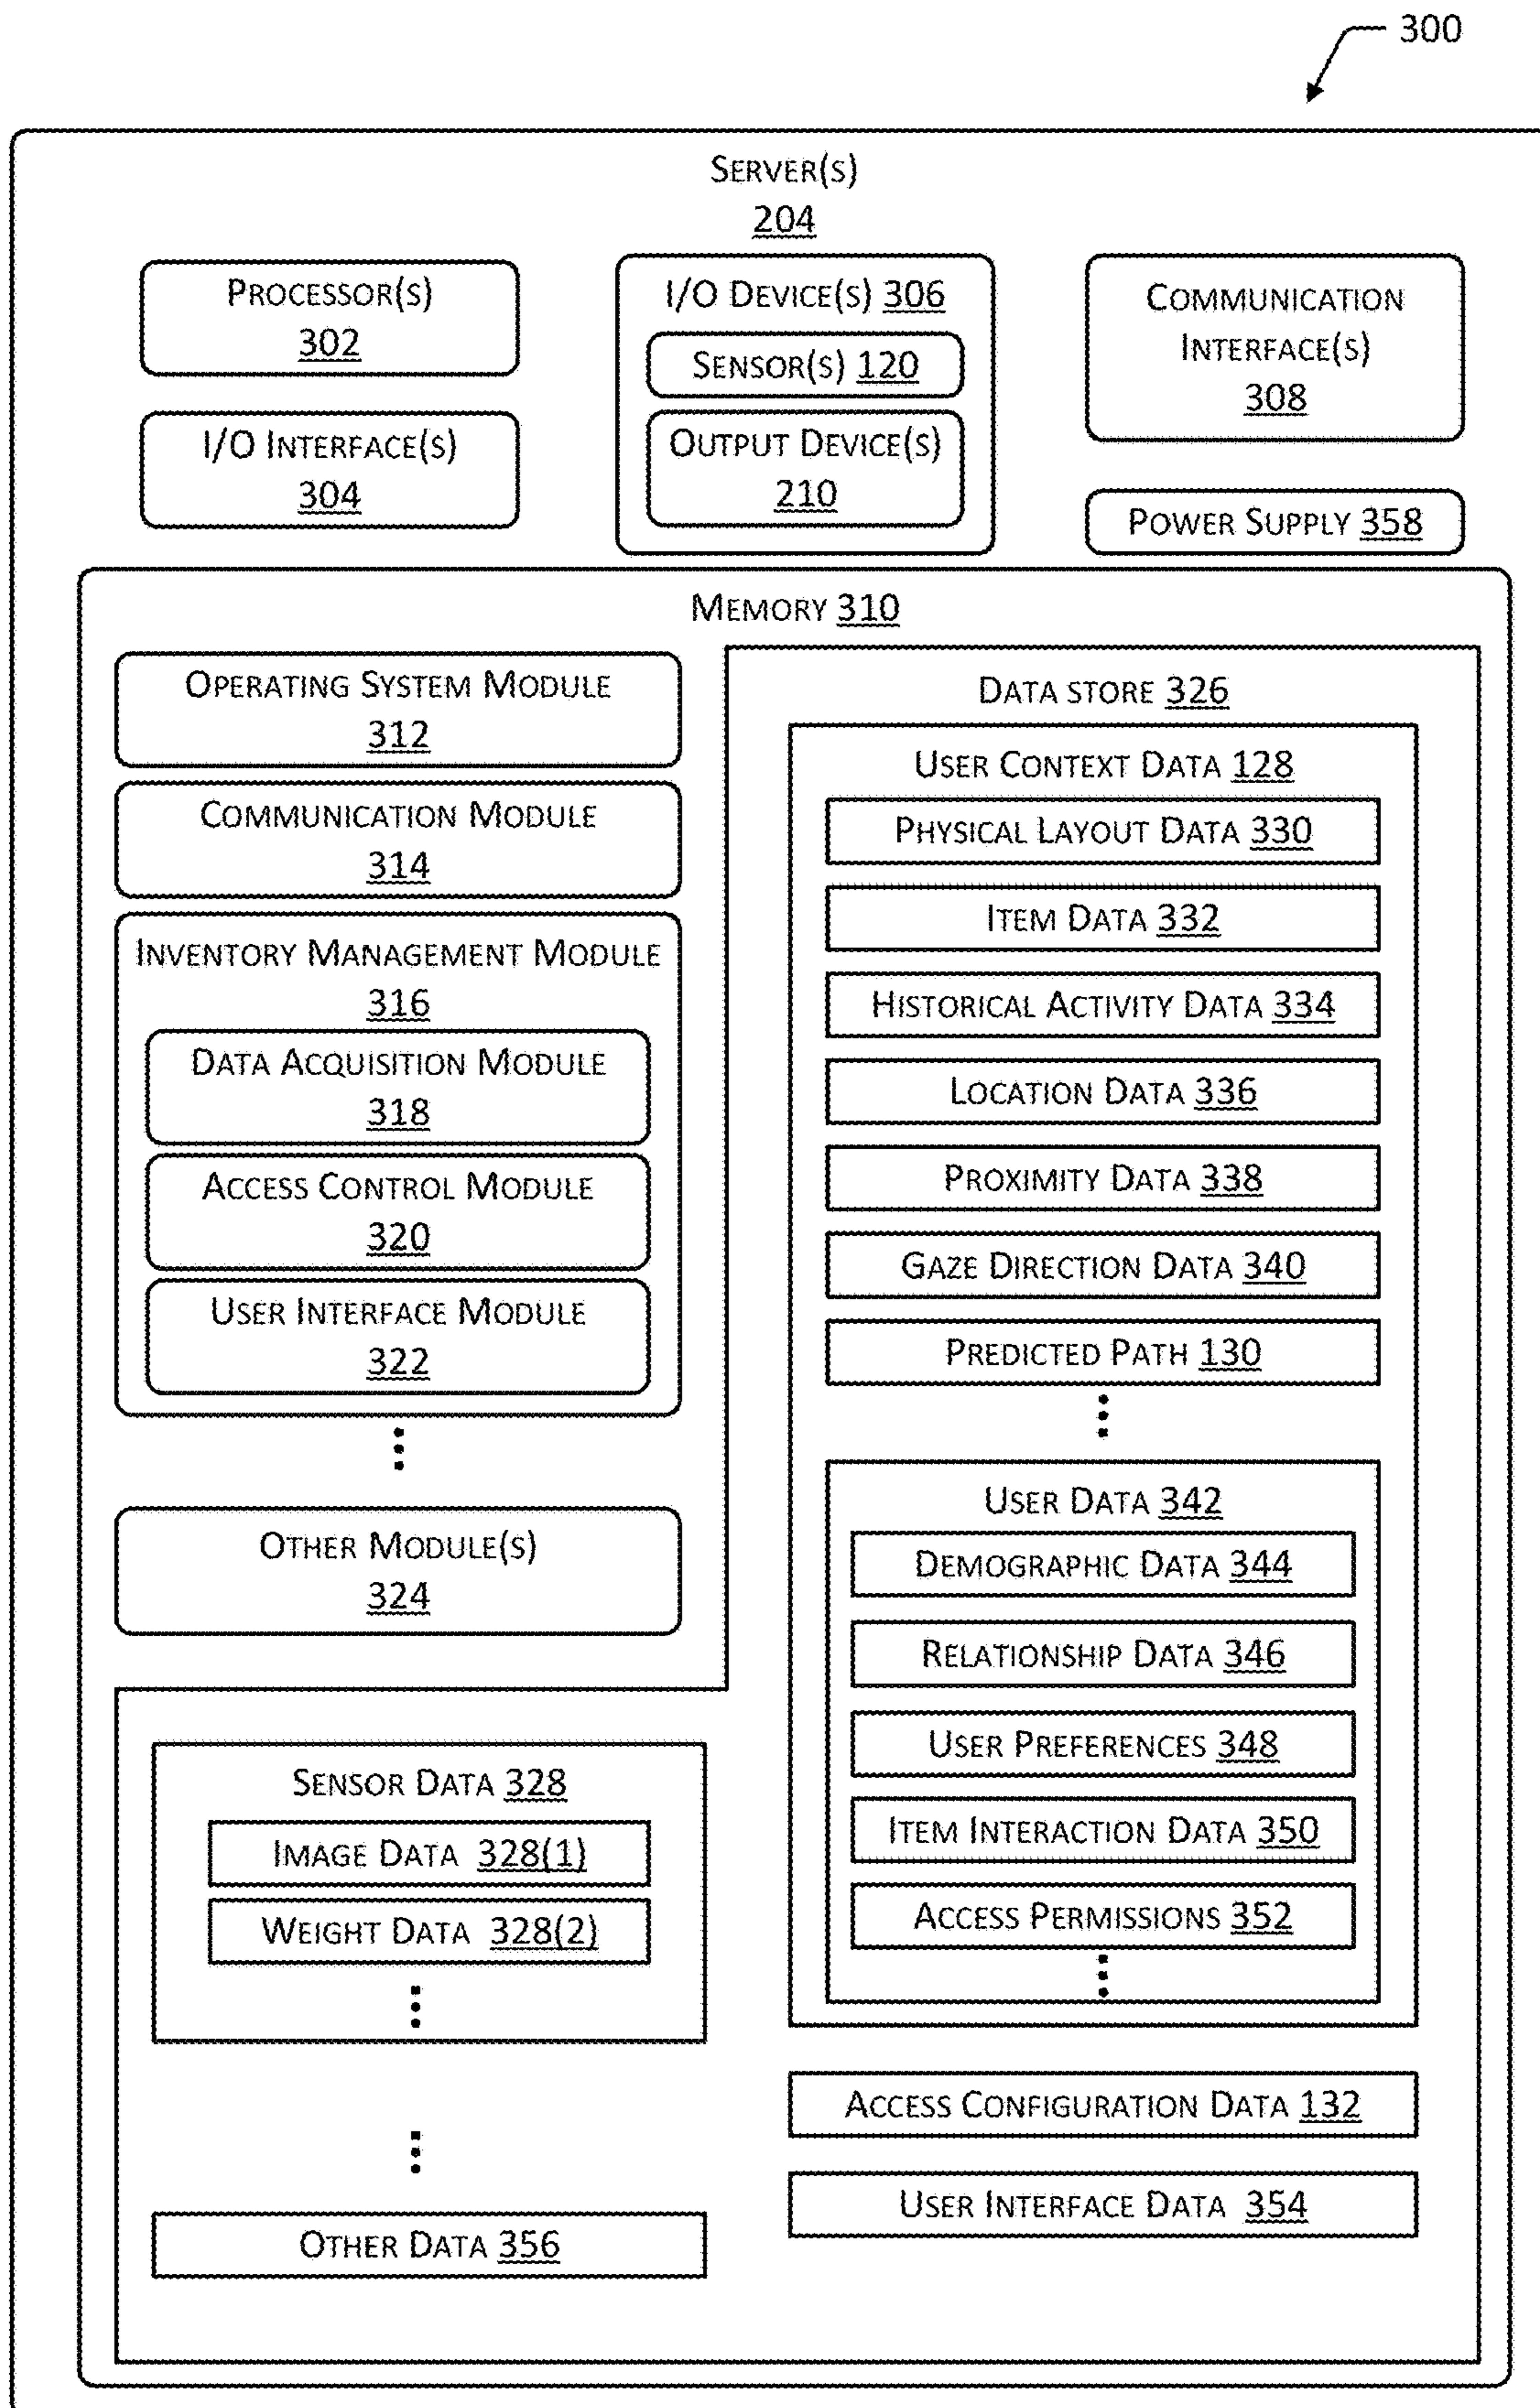 300
SERVER(S)
204
PROCESSOR(S)
302
I/O INTERFACE(S)
304
I/O DEVICE(S) 306
SENSOR(S) 120
OUTPUT DEVICE(S)
210
COMMUNICATION
INTERFACE(S)
308
POWER SUPPLY 358
MEMORY 310
OPERATING SYSTEM MODULE
312
COMMUNICATION MODULE
314
INVENTORY MANAGEMENT MODULE
316
DATA ACQUISITION MODULE
318
ACCESS CONTROL MODULE
320
USER INTERFACE MODULE
322
OTHER MODULE(S)
324
DATA STORE 326
USER CONTEXT DATA 128
PHYSICAL LAYOUT DATA 330
ITEM DATA 332
HISTORICAL ACTIVITY DATA 334
LOCATION DATA 336
PROXIMITY DATA 338
GAZE DIRECTION DATA 340
PREDICTED PATH 130
USER DATA 342
DEMOGRAPHIC DATA 344
RELATIONSHIP DATA 346
USER PREFERENCES 348
ITEM INTERACTION DATA 350
ACCESS PERMISSIONS 352
SENSOR DATA 328
IMAGE DATA 328(1)
WEIGHT DATA 328(2)
OTHER DATA 356
ACCESS CONFIGURATION DATA 132
USER INTERFACE DATA 354